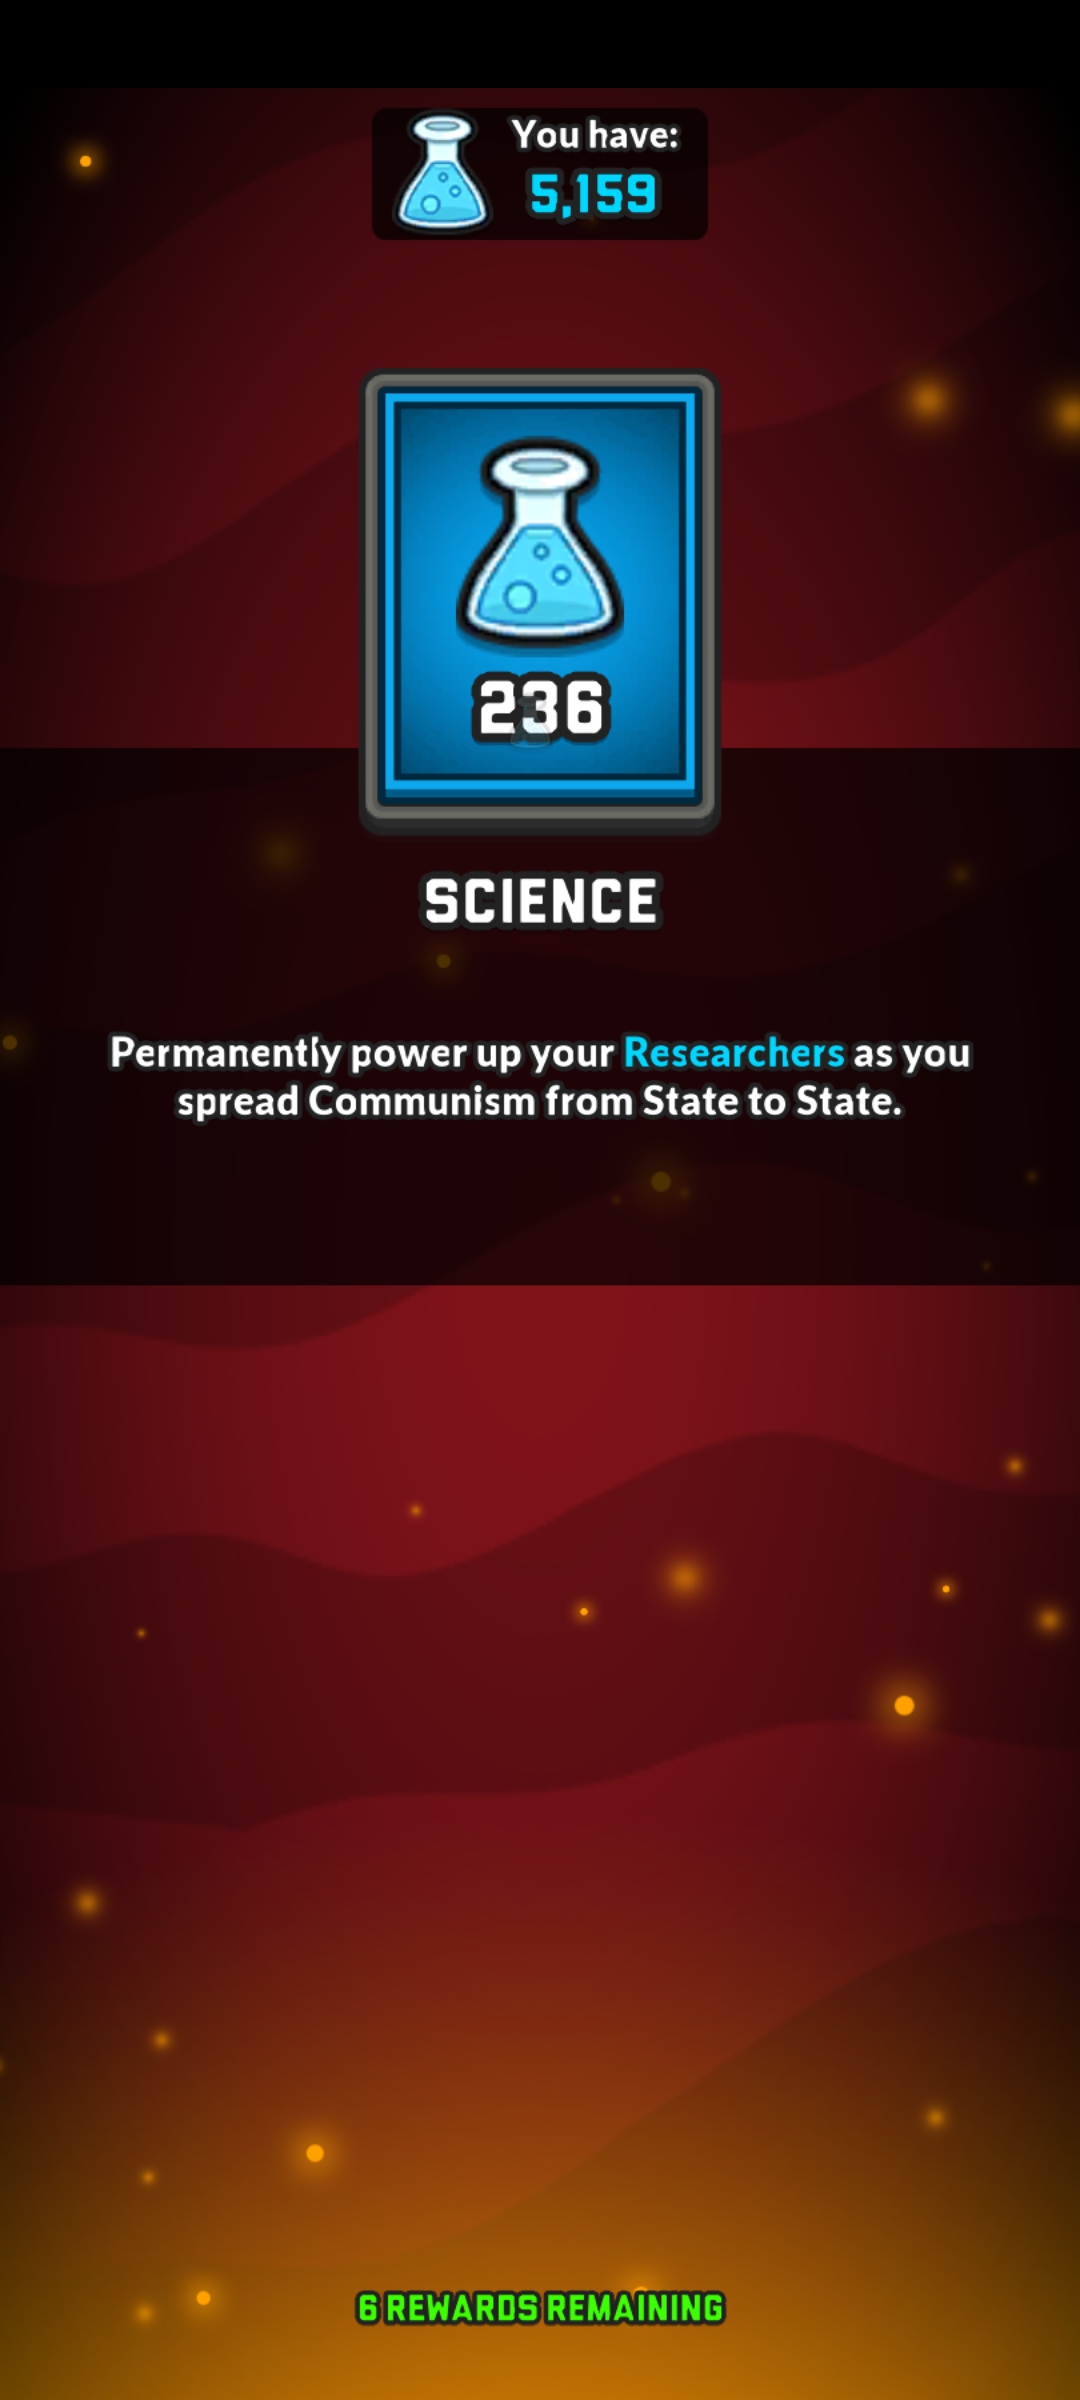 You have:
5,159
236
SCIENCE
Permanently power up your Researchers as you
spread Communism from State to State.
6 REWARDS REMAINING